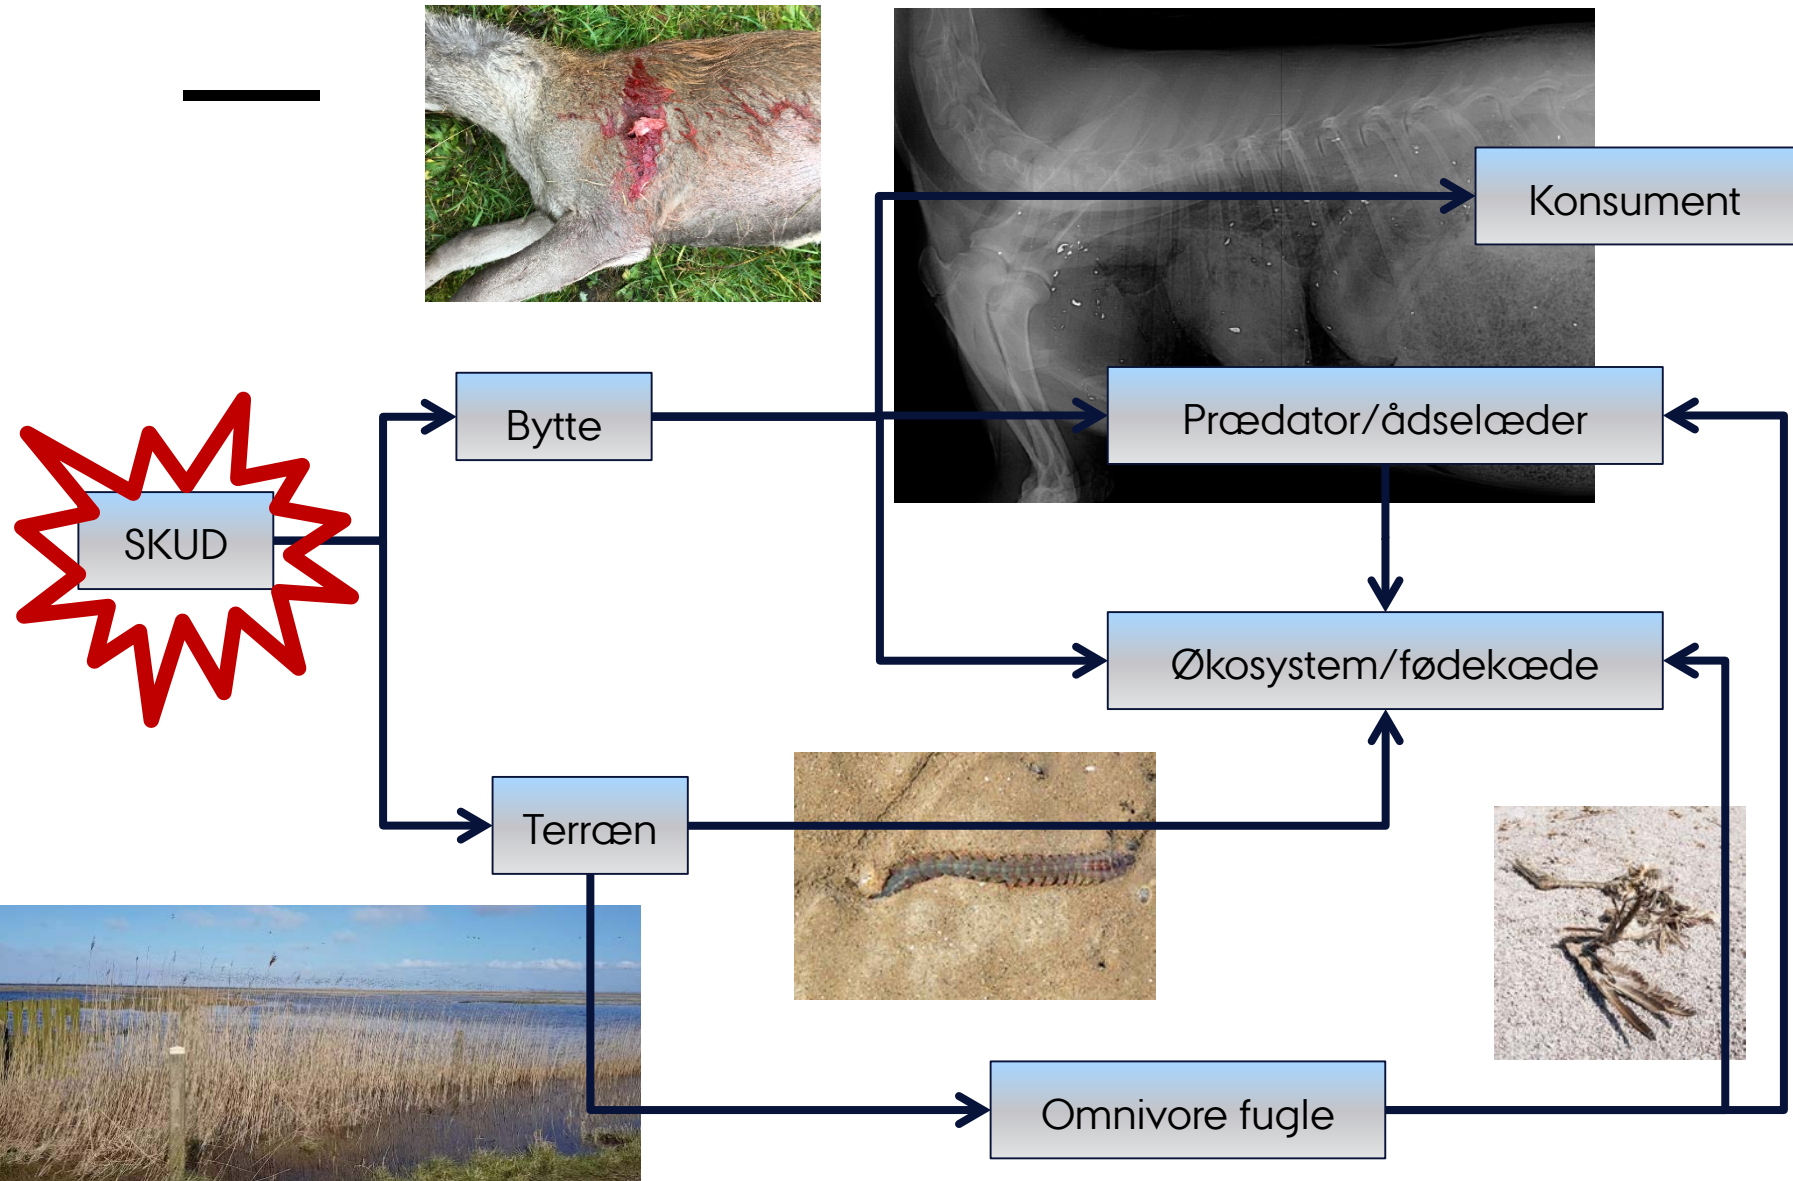 Konsument
Bytte
Prædator/ådselæder
SKUD
Økosystem/fødekæde
Terræn
Omnivore fugle